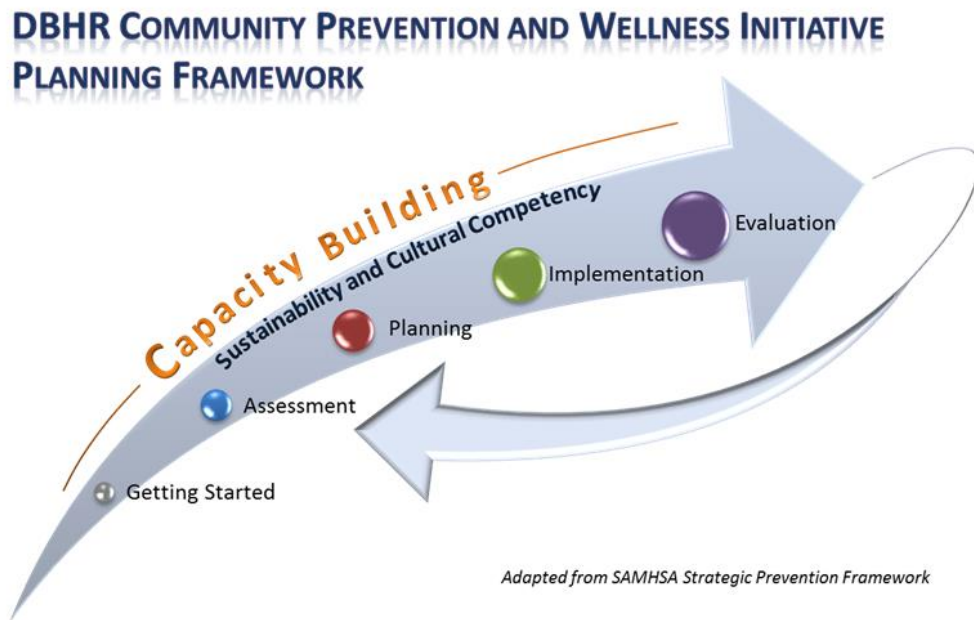 DBHR COMMUNITY PREVENTION AND WELLNESS INITIATIVE
PLANNING FRAMEWORK
Capacity Building
Sustainability and Cultural Competency
Evaluation
Implementation
Planning
Assessment
Getting Started
Adapted from SAMHSA Strategic Prevention Framework